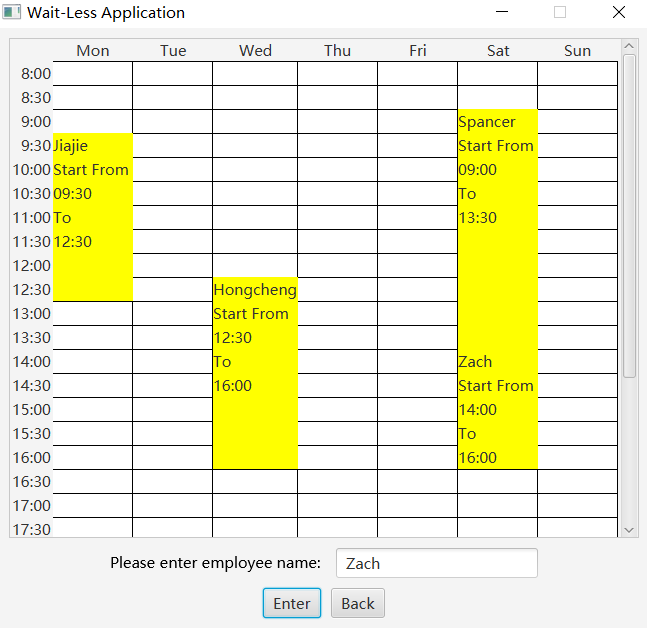 Wait-Less Application
Mon Tue Wed Thu Fri Sat Sun
8:00
8:30
9:00 Spancer
9:30 Jiajie Start From
10:00 Start From 09:00
10:30 09:30 To
11:00 To 13:30
11:30 12:30
12:00
12:30 Hongcheng
13:00 Start From
13:30 12:30
14:00 To Zach
14:30 16:00 Start From
15:00 14:00
15:30 To
16:00 16:00
16:30
17:00
17:30
Please enter employee name: Zach
Enter Back